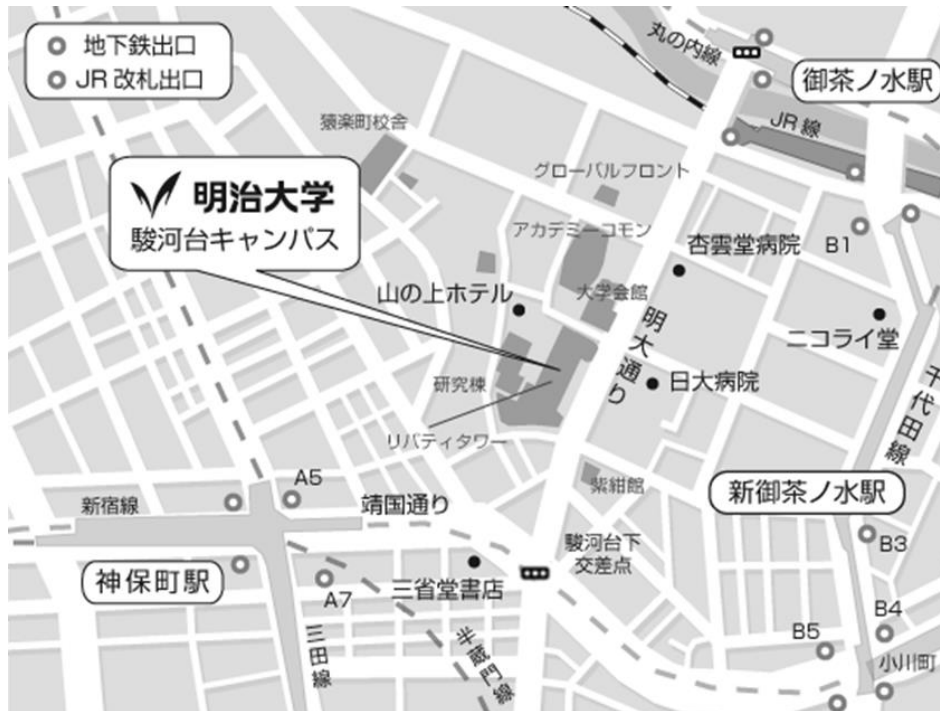 地下鉄出口
JR改札出口
丸の内線
御茶ノ水駅
JR線
猿楽町校舎
グローバルフロント
明治大学
駿河台キャンパス
アカデミーコモン
杏雲堂病院
B1
山の上ホテル
大学会館
明大通り
ニコライ堂
研究棟
日大病院
千代田線
リバティタワー
A5
新宿線
靖国通り
紫紺館
新御茶ノ水駅
駿河台下
交差点
B3
神保町駅
A7
三省堂書店
三田線
半蔵門線
B4
B5
小川町